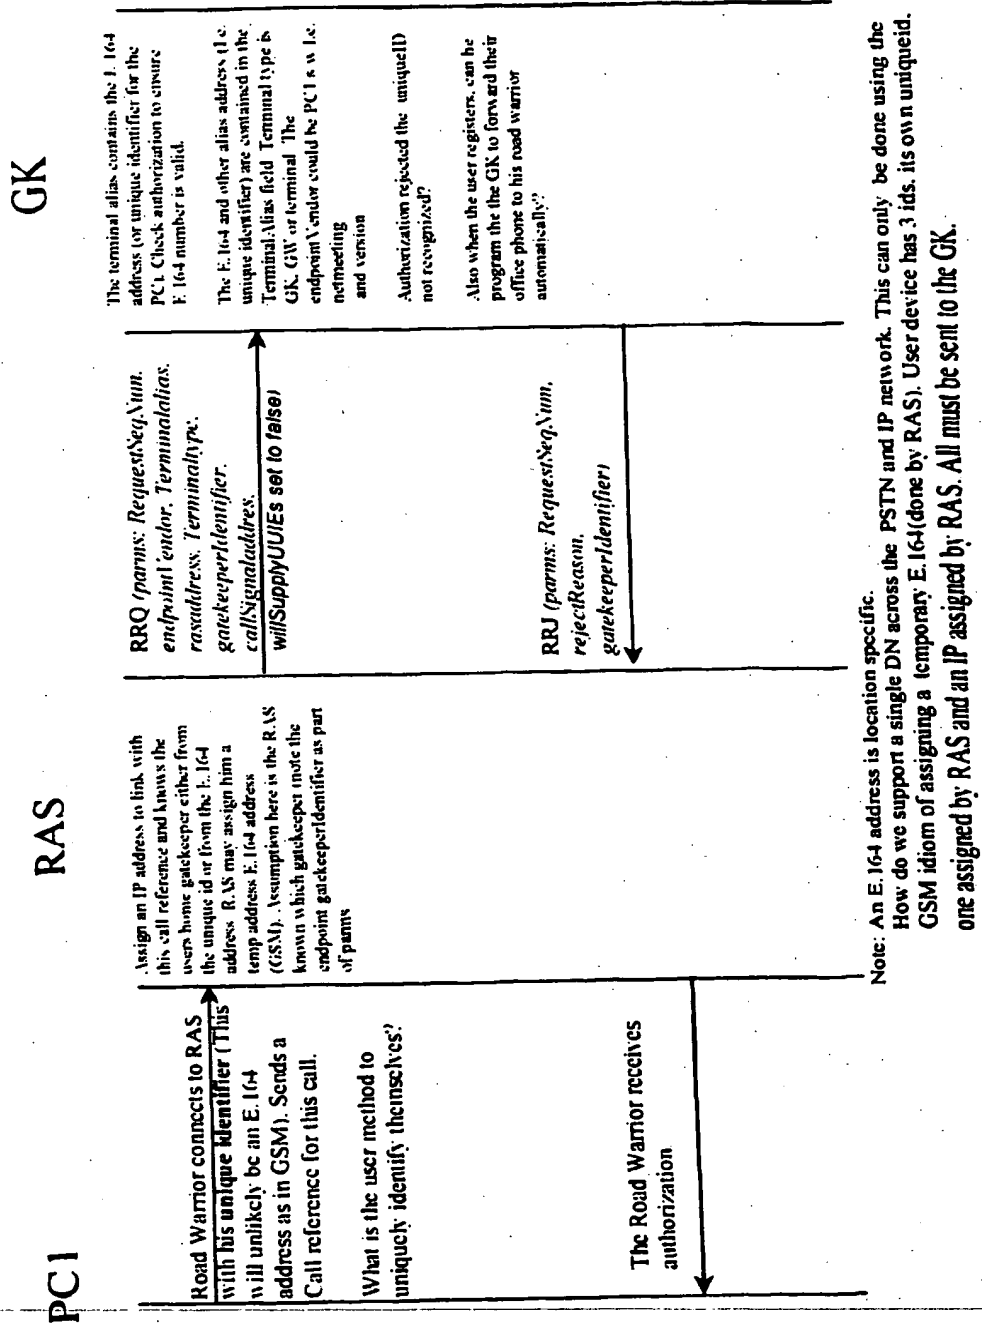 PC1
RAS
GK
Road Warrior connects to RAS
with his unique identifier (This
will unlikely be an E.164
address as in GSM). Sends a
Call reference for this call.
What is the user method to
uniquely identify themselves?
The Road Warrior receives
authorization
Assign an IP address to link with
this call reference and knows the
users home gatekeeper either from
the unique id or from the E.164
address. RAS may assign him a
temp address E.164 address
(GSM). Assumption here is the RAS
known which gatekeeper (note the
endpoint gatekeeperIdentifier as part
of parms
RRQ (parms: RequestSeqNum.
endpointVendor, Terminalalias,
rasaddress, Terminaltype.
gatekeeperIdentifier.
callSignaladdres.
willSupplyUUIEs set to false)
RRJ (parms: RequestSeqNum,
rejectReason,
gatekeeperIdentifier)
The terminal alias contains the E.164
address (or unique identifier for the
PC1. Check authorization to ensure
E.164 number is valid.
The E.164 and other alias address (I.e.
unique identifier) are contained in the
TerminalAlias field Terminal type is
GK, GW or terminal The
endpointVendor could be PC1 s w I.e.
netmeeting
and version
Authorization rejected the uniqueID
not recognized?
Also when the user registers, can he
program the the GK to forward their
office phone to his road warrior
automatically?
Note: An E.164 address is location specific.
How do we support a single DN across the PSTN and IP network. This can only be done using the
GSM idiom of assigning a temporary E.164(done by RAS). User device has 3 ids, its own uniqueid.
one assigned by RAS and an IP assigned by RAS. All must be sent to the GK.